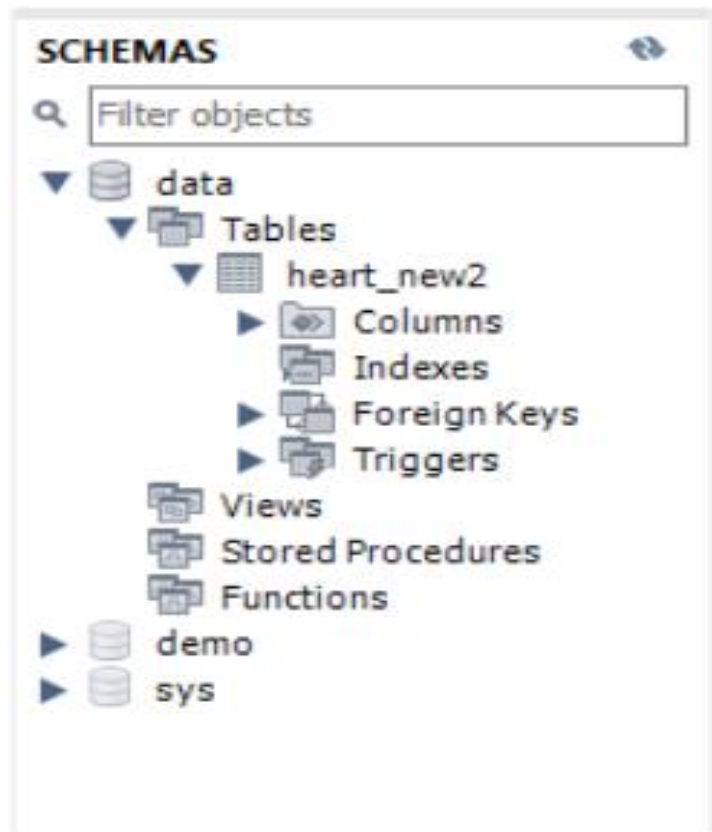 SCHEMAS
Filter objects
data
Tables
heart_new2
Columns
Indexes
Foreign Keys
Triggers
Views
Stored Procedures
Functions
demo
sys